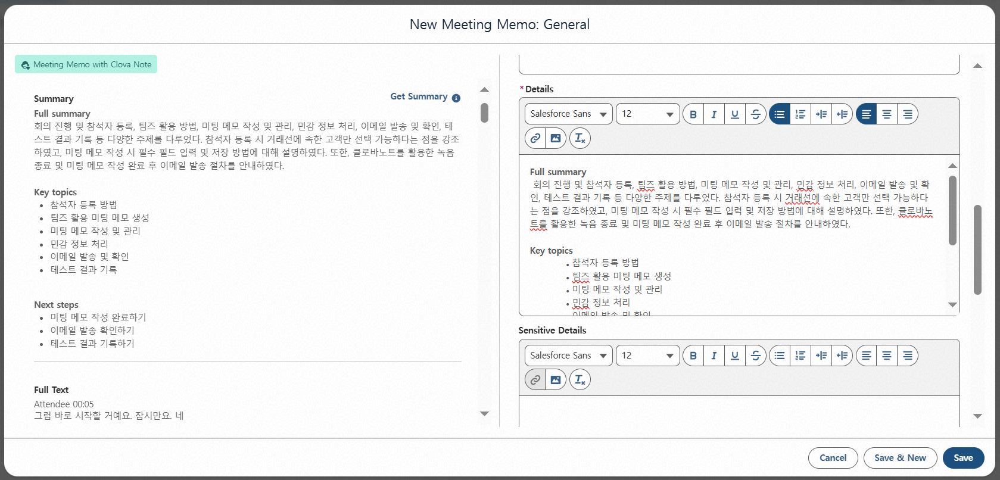 New Meeting Memo: General
Meeting Memo with Clova Note
Summary
Get Summary
Full summary
회의 진행 및 참석자 등록, 팀즈 활용 방법, 미팅 메모 작성 및 관리, 민감 정보 처리, 이메일 발송 및 확인, 테
스트 결과 기록 등 다양한 주제를 다루었다. 참석자 등록 시 거래선에 속한 고객만 선택 가능하다는 점을 강조
하였고, 미팅 메모 작성 시 필수 필드 입력 및 저장 방법에 대해 설명하였다. 또한, 클로바노트를 활용한 녹음
종료 및 미팅 메모 작성 완료 후 이메일 발송 절차를 안내하였다.
Key topics
• 참석자 등록 방법
• 팀즈 활용 미팅 메모 생성
• 미팅 메모 작성 및 관리
• 민감 정보 처리
• 이메일 발송 및 확인
• 테스트 결과 기록
Next steps
• 미팅 메모 작성 완료하기
• 이메일 발송 확인하기
• 테스트 결과 기록하기
Full Text
Attendee 00:05
그럼 바로 시작할 거예요. 잠시만요. 네
*Details
Salesforce Sans
12
B I U S
Full summary
회의 진행 및 참석자 등록, 팀즈 활용 방법, 미팅 메모 작성 및 관리, 민감 정보 처리, 이메일 발송 및 확
인, 테스트 결과 기록 등 다양한 주제를 다루었다. 참석자 등록 시 거래선에 속한 고객만 선택 가능하다
는 점을 강조하였고, 미팅 메모 작성 시 필수 필드 입력 및 저장 방법에 대해 설명하였다. 또한, 클로바노
트를 활용한 녹음 종료 및 미팅 메모 작성 완료 후 이메일 발송 절차를 안내하였다.
Key topics
• 참석자 등록 방법
• 팀즈 활용 미팅 메모 생성
• 미팅 메모 작성 및 관리
• 민감 정보 처리
이메일 발송 및 확인
Sensitive Details
Salesforce Sans
12
B I U S
Cancel
Save & New
Save